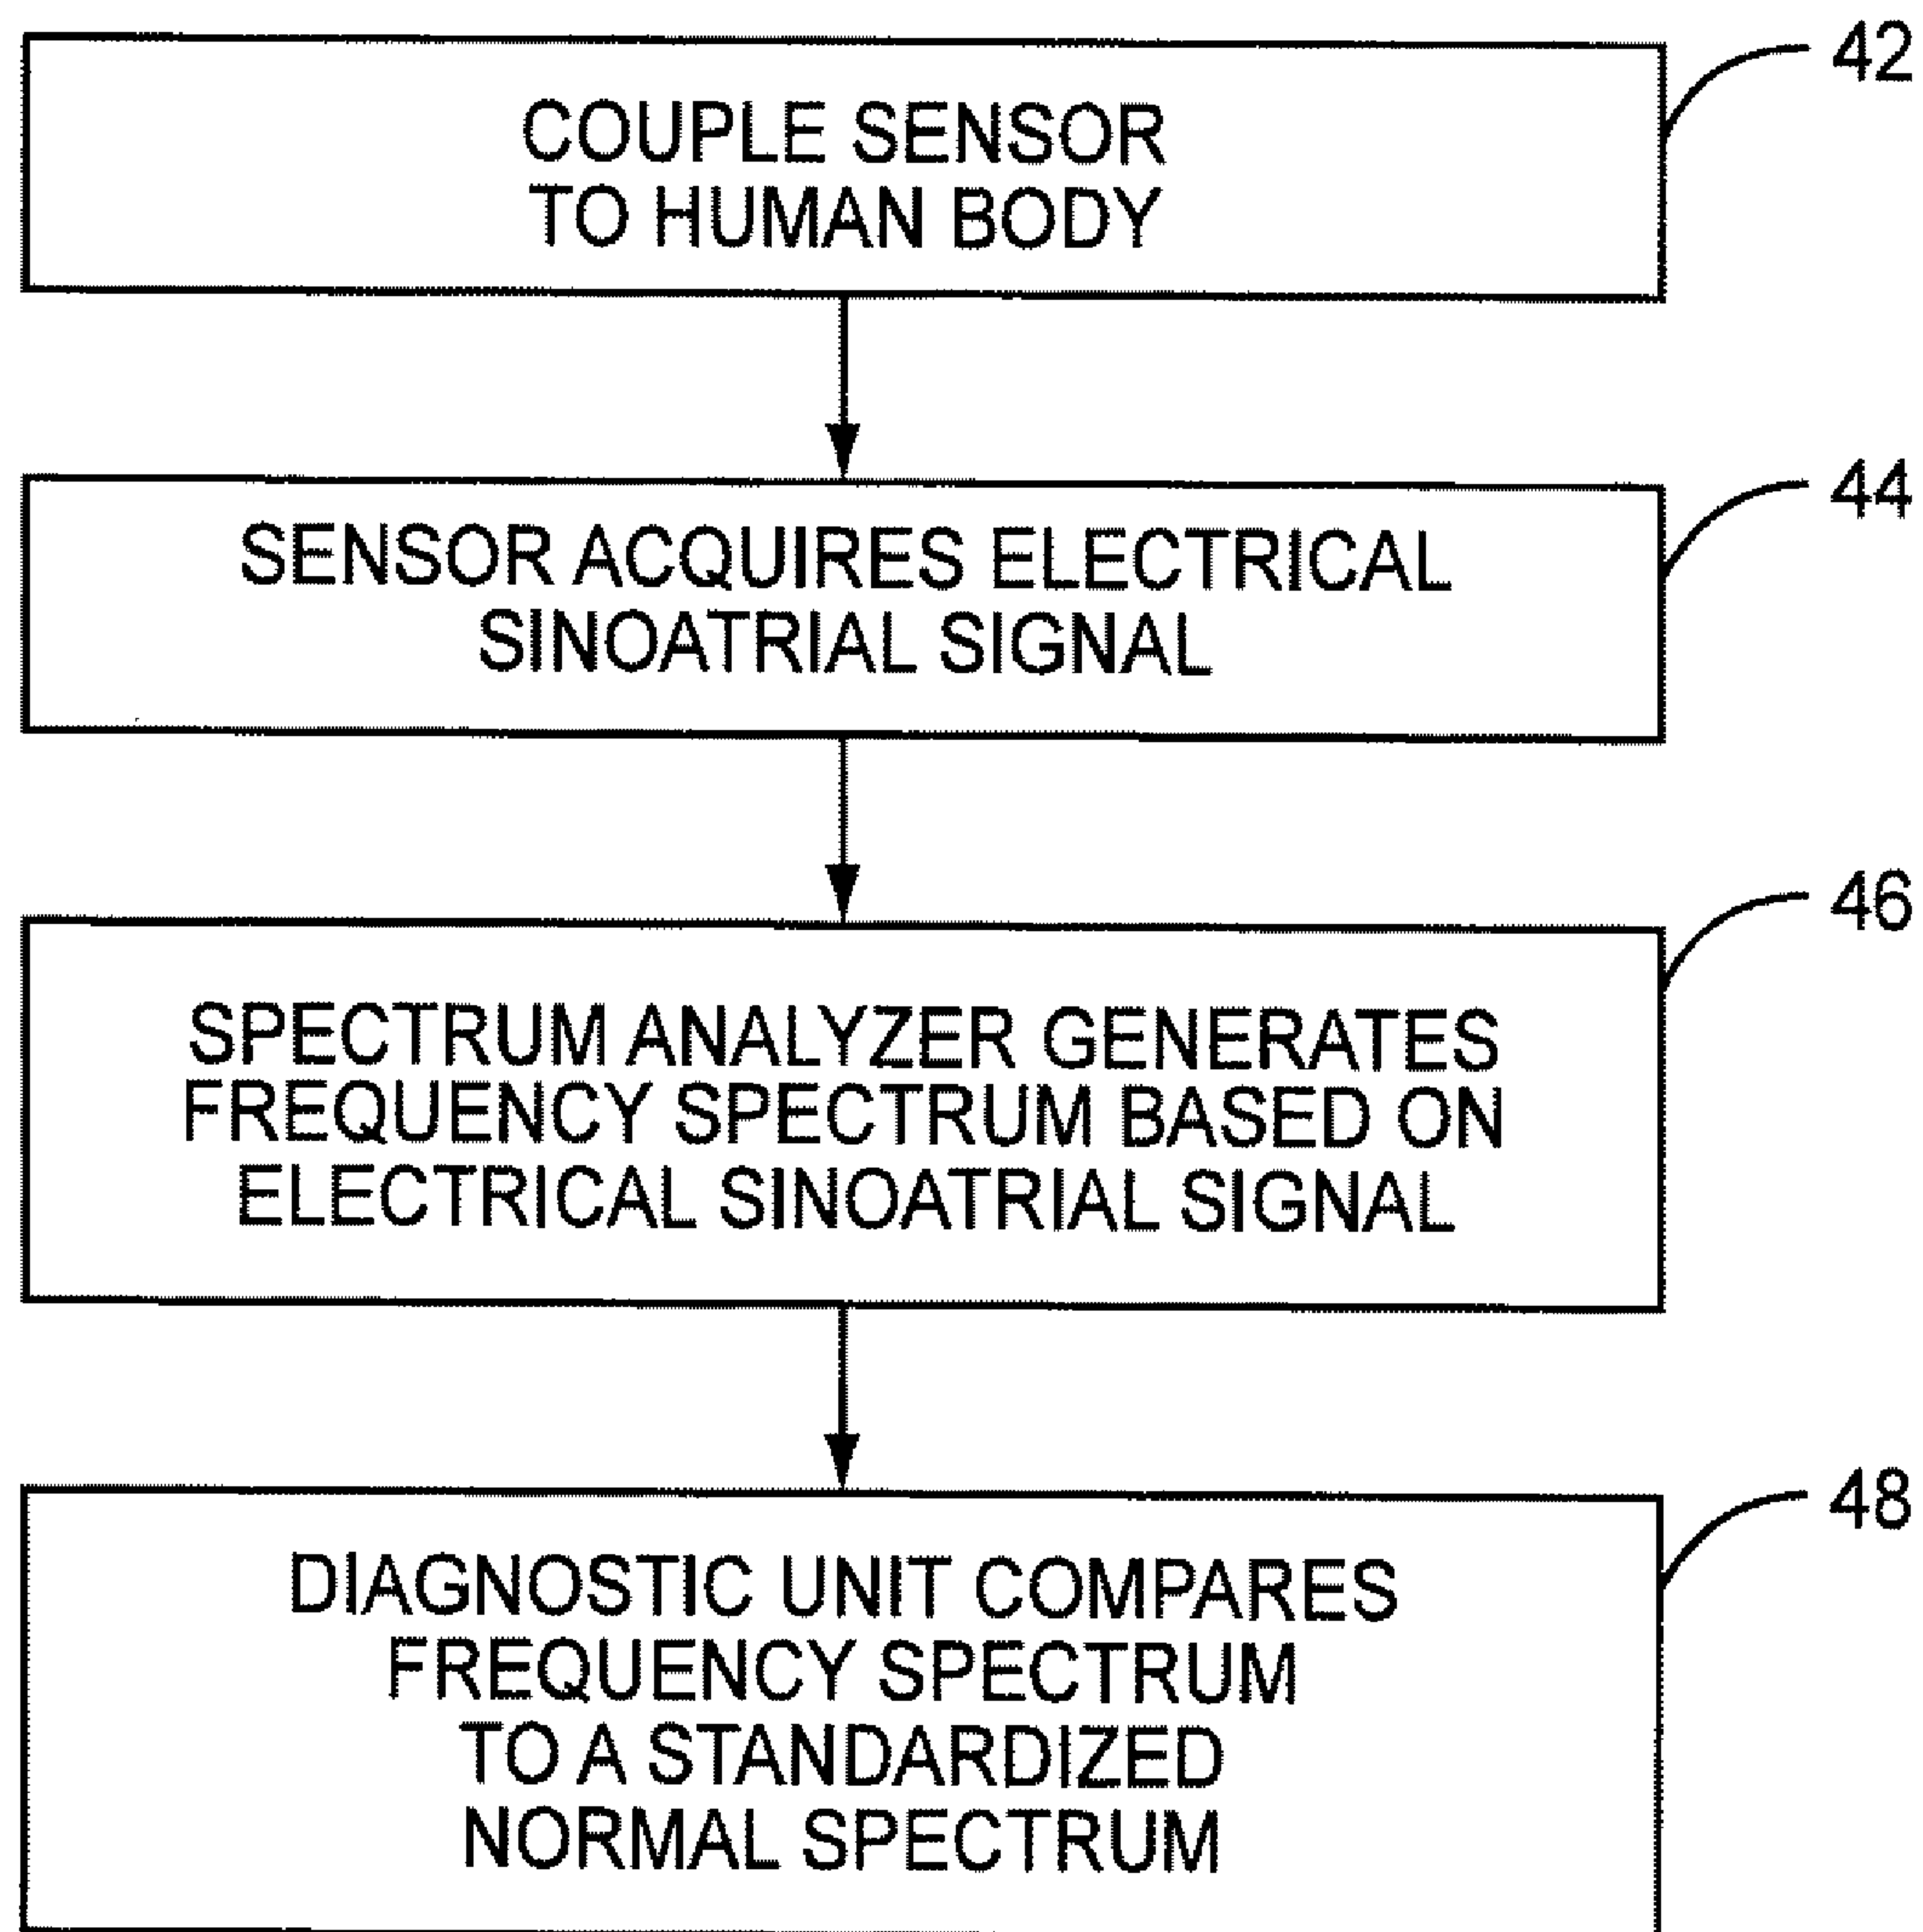 42
COUPLE SENSOR
TO HUMAN BODY
44
SENSOR ACQUIRES ELECTRICAL
SINOATRIAL SIGNAL
46
SPECTRUM ANALYZER GENERATES
FREQUENCY SPECTRUM BASED ON
ELECTRICAL SINOATRIAL SIGNAL
48
DIAGNOSTIC UNIT COMPARES
FREQUENCY SPECTRUM
TO A STANDARDIZED
NORMAL SPECTRUM